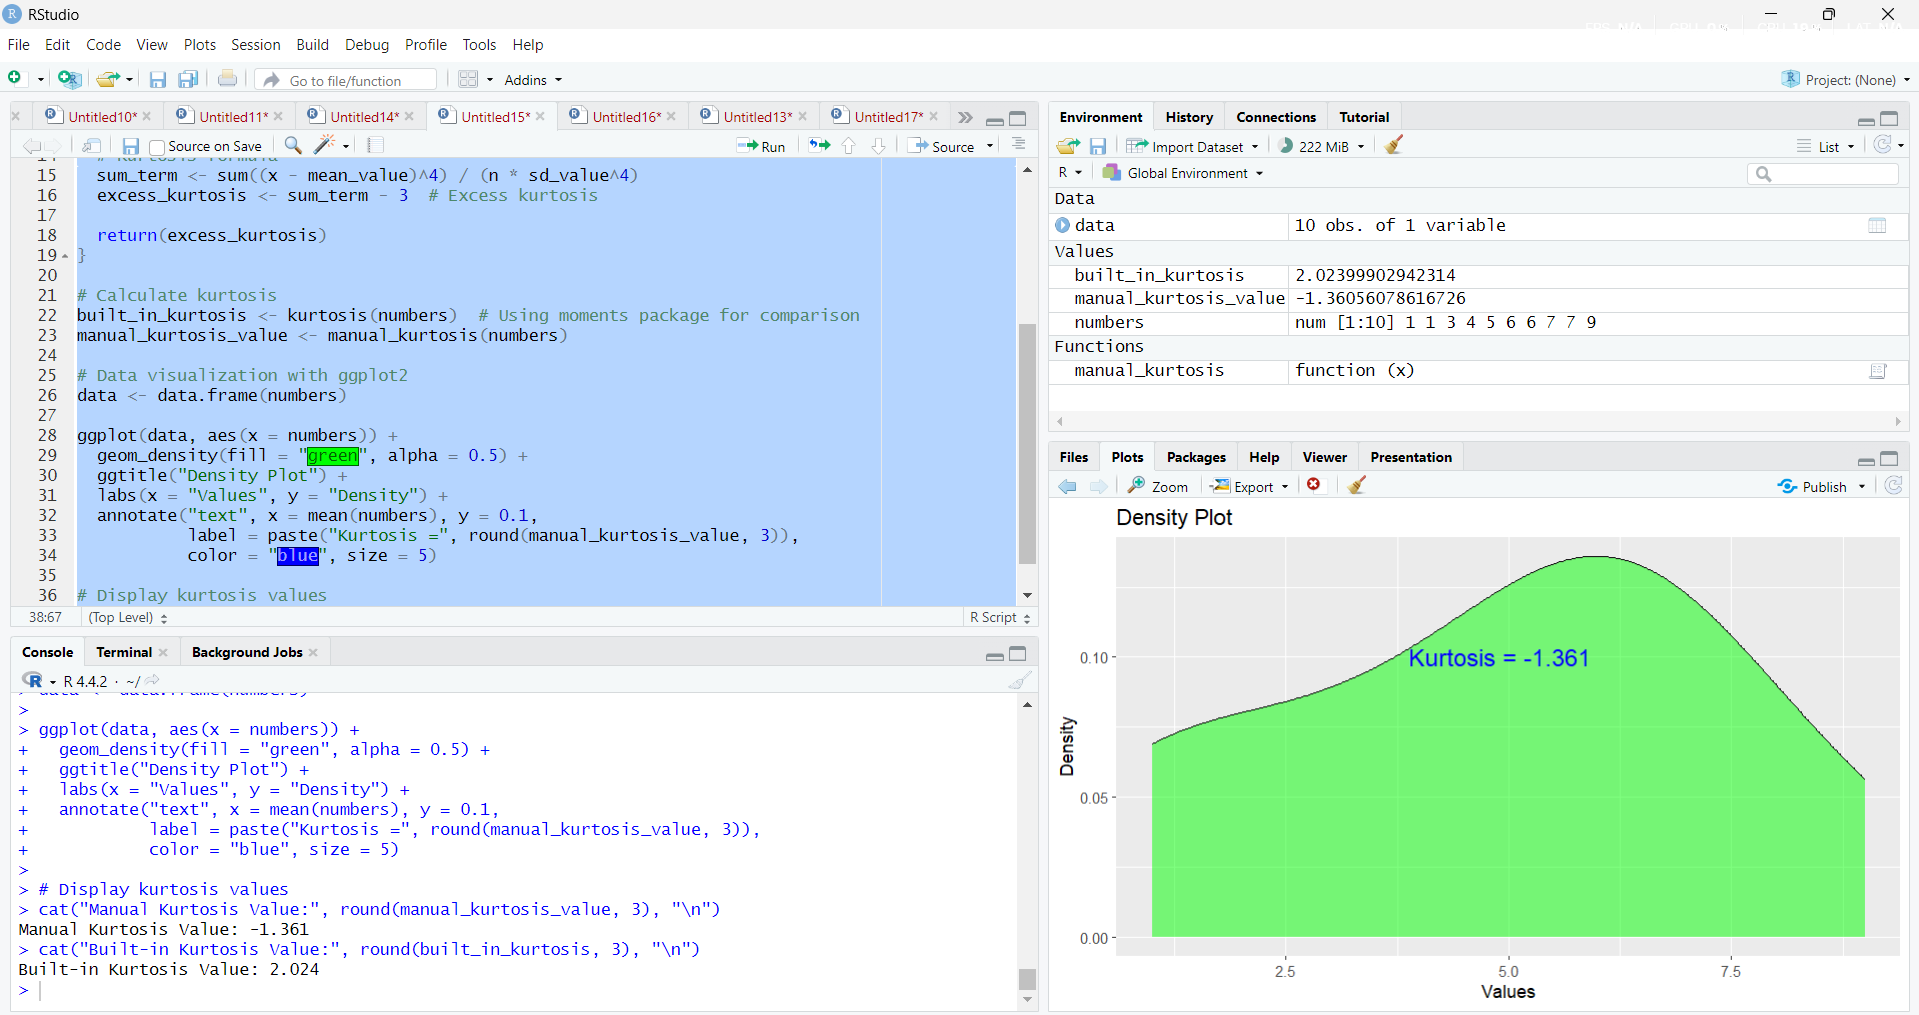 RStudio
File Edit Code View Plots Session Build Debug Profile Tools Help
Go to file/function Addins Project: (None)
Untitled10* Untitled11* Untitled14* Untitled15* Untitled16* Untitled13* Untitled17*
Source on Save Run Source
15 sum_term <- sum((x - mean_value)^4) / (n * sd_value^4)
16 excess_kurtosis <- sum_term - 3 # Excess kurtosis
17
18 return(excess_kurtosis)
19 }
20
21 # Calculate kurtosis
22 built_in_kurtosis <- kurtosis(numbers) # Using moments package for comparison
23 manual_kurtosis_value <- manual_kurtosis(numbers)
24
25 # Data visualization with ggplot2
26 data <- data.frame(numbers)
27
28 ggplot(data, aes(x = numbers)) +
29 geom_density(fill = "green", alpha = 0.5) +
30 ggtitle("Density Plot") +
31 labs(x = "Values", y = "Density") +
32 annotate("text", x = mean(numbers), y = 0.1,
33 label = paste("Kurtosis =", round(manual_kurtosis_value, 3)),
34 color = "blue", size = 5)
35
36 # Display kurtosis values
38:67 (Top Level) R Script
Console Terminal Background Jobs
R 4.4.2 · ~/
>
> ggplot(data, aes(x = numbers)) +
+ geom_density(fill = "green", alpha = 0.5) +
+ ggtitle("Density Plot") +
+ labs(x = "Values", y = "Density") +
+ annotate("text", x = mean(numbers), y = 0.1,
+ label = paste("Kurtosis =", round(manual_kurtosis_value, 3)),
+ color = "blue", size = 5)
>
> # Display kurtosis values
> cat("Manual Kurtosis Value:", round(manual_kurtosis_value, 3), "\n")
Manual Kurtosis Value: -1.361
> cat("Built-in Kurtosis Value:", round(built_in_kurtosis, 3), "\n")
Built-in Kurtosis Value: 2.024
>
Environment History Connections Tutorial
Import Dataset 222 MiB List
R Global Environment
Data
data 10 obs. of 1 variable
Values
built_in_kurtosis 2.02399902942314
manual_kurtosis_value -1.36056078616726
numbers num [1:10] 1 1 3 4 5 6 6 7 7 9
Functions
manual_kurtosis function (x)
Files Plots Packages Help Viewer Presentation
Zoom Export Publish
Density Plot
Kurtosis = -1.361
0.10
Density
0.05
0.00
2.5 5.0 7.5
Values